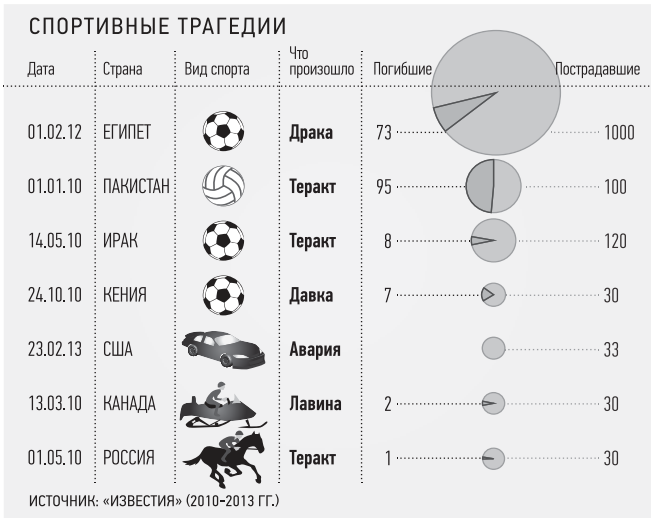 СПОРТИВНЫЕ ТРАГЕДИИ
Дата Страна Вид спорта Что произошло Погибшие Пострадавшие
01.02.12 ЕГИПЕТ Драка 73 1000
01.01.10 ПАКИСТАН Теракт 95 100
14.05.10 ИРАК Теракт 8 120
24.10.10 КЕНИЯ Давка 7 30
23.02.13 США Авария 33
13.03.10 КАНАДА Лавина 2 30
01.05.10 РОССИЯ Теракт 1 30
ИСТОЧНИК: «ИЗВЕСТИЯ» (2010-2013 ГГ.)